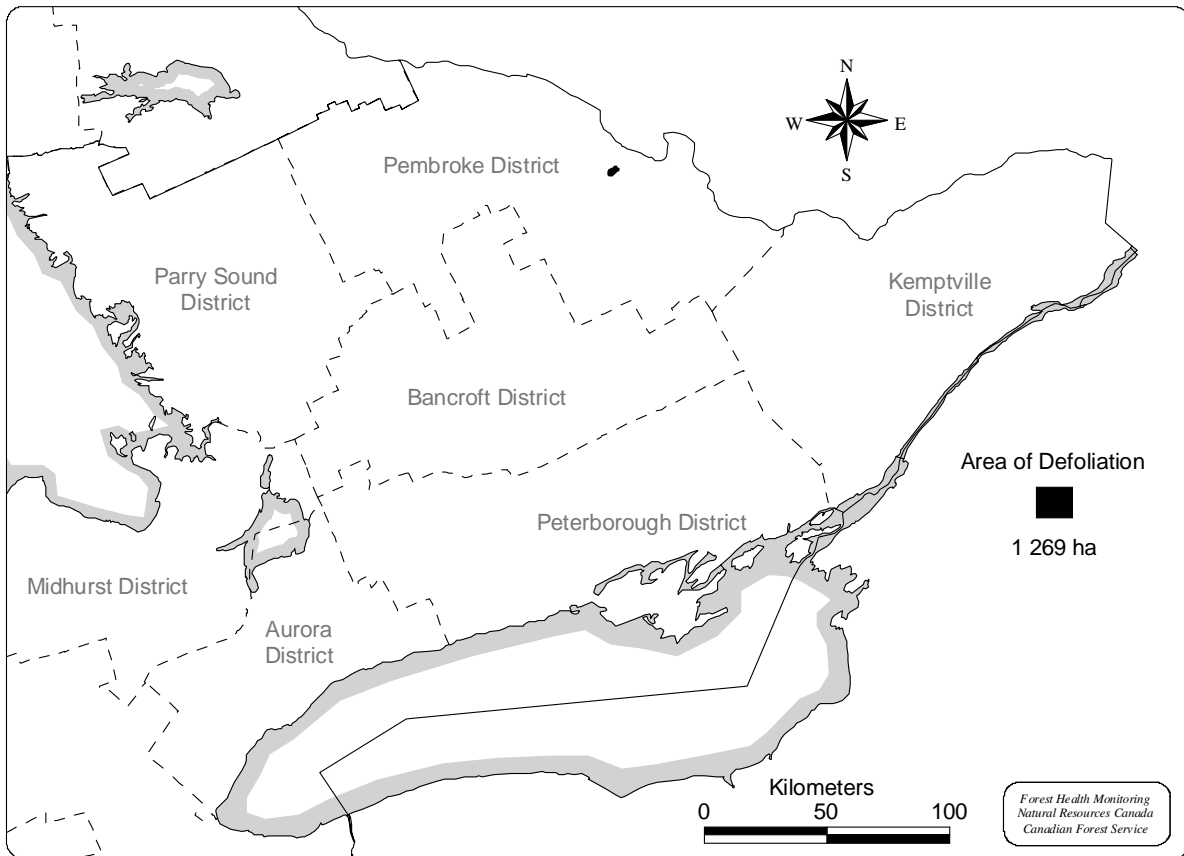 N
W E
S
Pembroke District
Parry Sound
District
Kemptville
District
Bancroft District
Area of Defoliation
1 269 ha
Peterborough District
Midhurst District
Aurora
District
Kilometers
0 50 100
Forest Health Monitoring
Natural Resources Canada
Canadian Forest Service